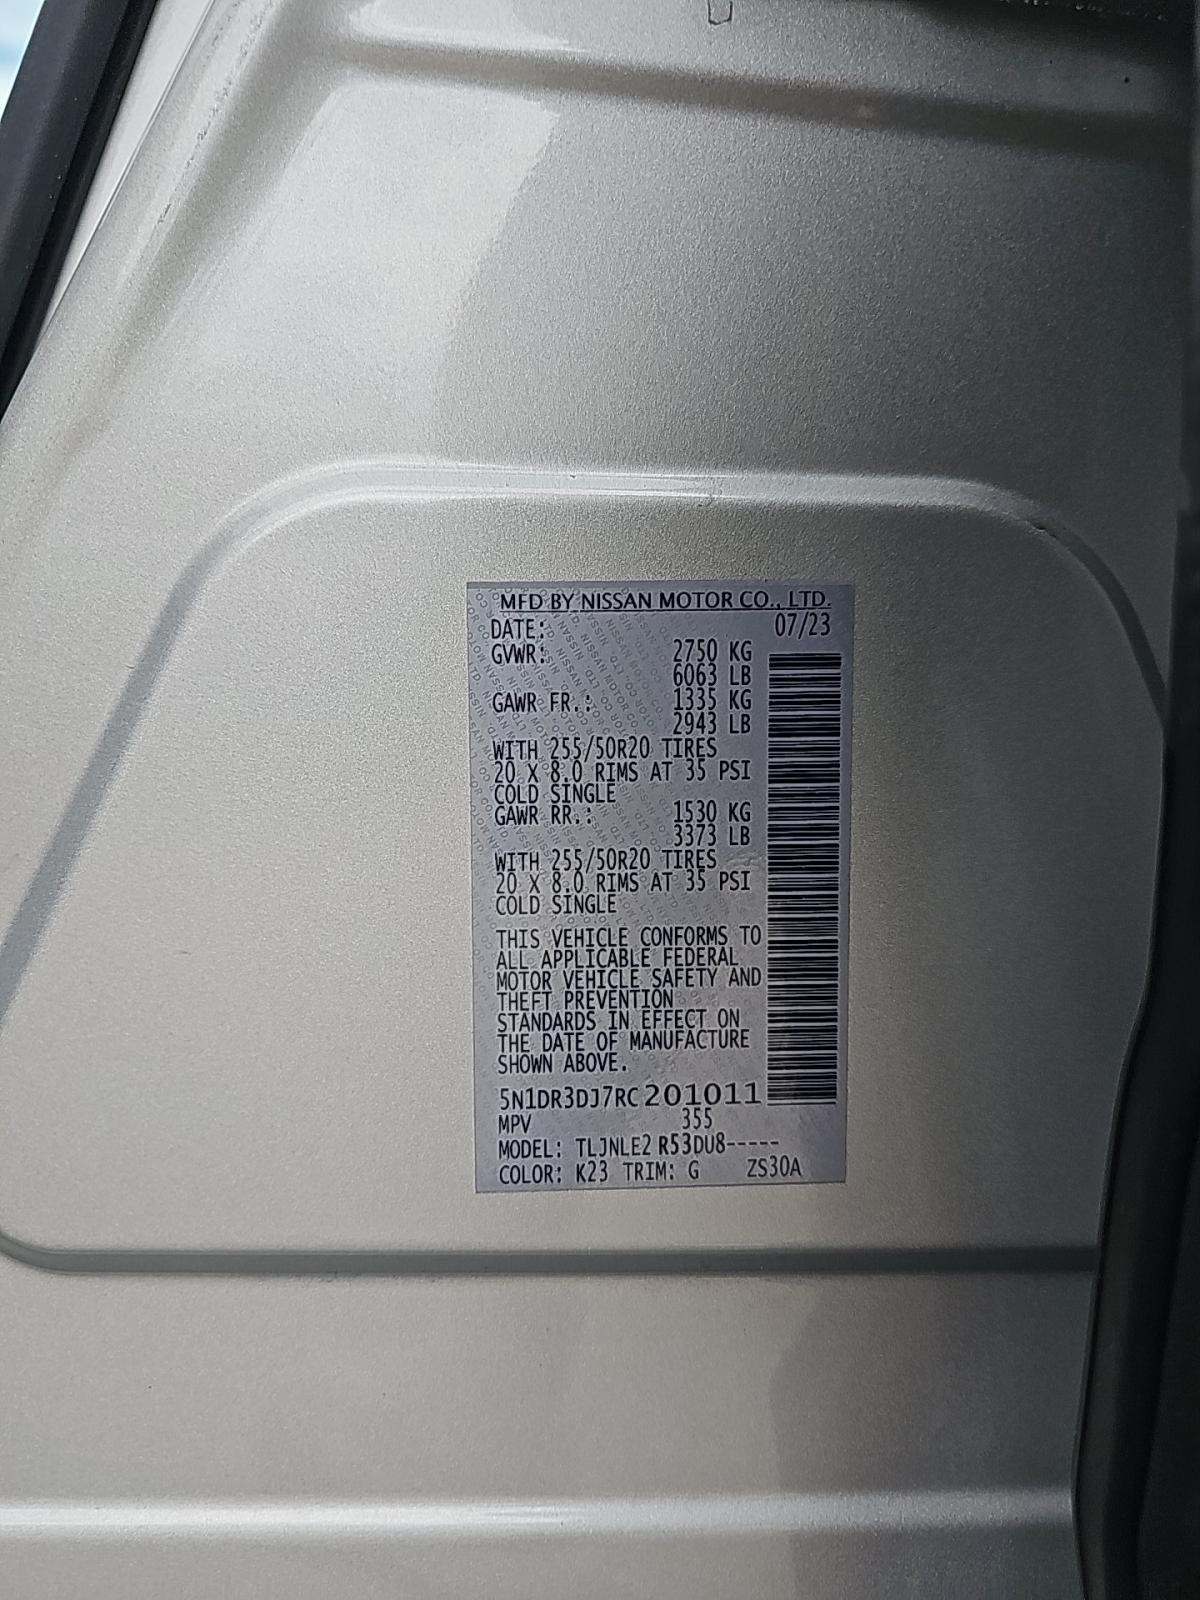 MFD BY NISSAN MOTOR CO., LTD.
DATE: 07/23
GVWR: 2750 KG
6063 LB
GAWR FR.: 1335 KG
2943 LB
WITH 255/50R20 TIRES
20 X 8.0 RIMS AT 35 PSI
COLD SINGLE
GAWR RR.: 1530 KG
3373 LB
WITH 255/50R20 TIRES
20 X 8.0 RIMS AT 35 PSI
COLD SINGLE
THIS VEHICLE CONFORMS TO
ALL APPLICABLE FEDERAL
MOTOR VEHICLE SAFETY AND
THEFT PREVENTION
STANDARDS IN EFFECT ON
THE DATE OF MANUFACTURE
SHOWN ABOVE.
5N1DR3DJ7RC201011
MPV 355
MODEL: TLJNLE2 R53DU8-----
COLOR: K23 TRIM: G ZS30A